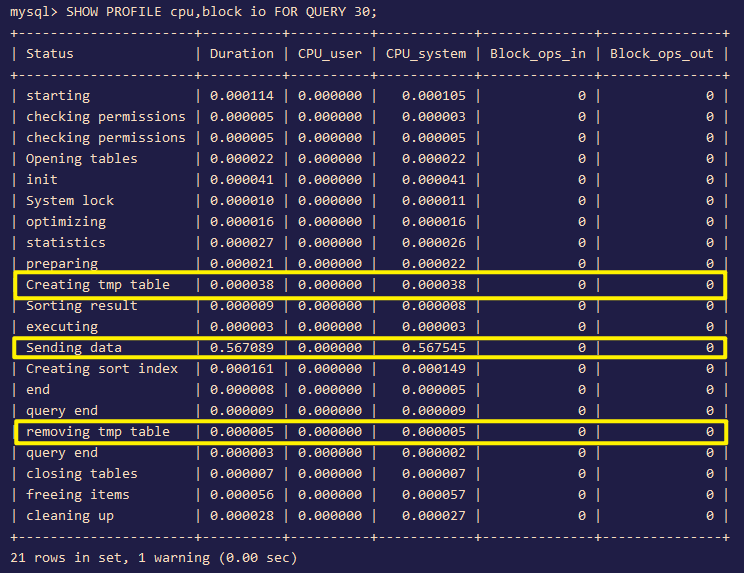 mysql> SHOW PROFILE cpu,block io FOR QUERY 30;
+----------------------+----------+----------+------------+--------------+---------------+
| Status               | Duration | CPU_user | CPU_system | Block_ops_in | Block_ops_out |
+----------------------+----------+----------+------------+--------------+---------------+
| starting             | 0.000114 | 0.000000 |   0.000105 |            0 |             0 |
| checking permissions | 0.000005 | 0.000000 |   0.000003 |            0 |             0 |
| checking permissions | 0.000005 | 0.000000 |   0.000005 |            0 |             0 |
| Opening tables       | 0.000022 | 0.000000 |   0.000022 |            0 |             0 |
| init                 | 0.000041 | 0.000000 |   0.000041 |            0 |             0 |
| System lock          | 0.000010 | 0.000000 |   0.000011 |            0 |             0 |
| optimizing           | 0.000016 | 0.000000 |   0.000016 |            0 |             0 |
| statistics           | 0.000027 | 0.000000 |   0.000026 |            0 |             0 |
| preparing            | 0.000021 | 0.000000 |   0.000022 |            0 |             0 |
| Creating tmp table   | 0.000038 | 0.000000 |   0.000038 |            0 |             0 |
| Sorting result       | 0.000009 | 0.000000 |   0.000008 |            0 |             0 |
| executing            | 0.000003 | 0.000000 |   0.000003 |            0 |             0 |
| Sending data         | 0.567089 | 0.000000 |   0.567545 |            0 |             0 |
| Creating sort index  | 0.000161 | 0.000000 |   0.000149 |            0 |             0 |
| end                  | 0.000008 | 0.000000 |   0.000005 |            0 |             0 |
| query end            | 0.000009 | 0.000000 |   0.000009 |            0 |             0 |
| removing tmp table   | 0.000005 | 0.000000 |   0.000005 |            0 |             0 |
| query end            | 0.000003 | 0.000000 |   0.000002 |            0 |             0 |
| closing tables       | 0.000007 | 0.000000 |   0.000007 |            0 |             0 |
| freeing items        | 0.000056 | 0.000000 |   0.000057 |            0 |             0 |
| cleaning up          | 0.000028 | 0.000000 |   0.000027 |            0 |             0 |
+----------------------+----------+----------+------------+--------------+---------------+
21 rows in set, 1 warning (0.00 sec)